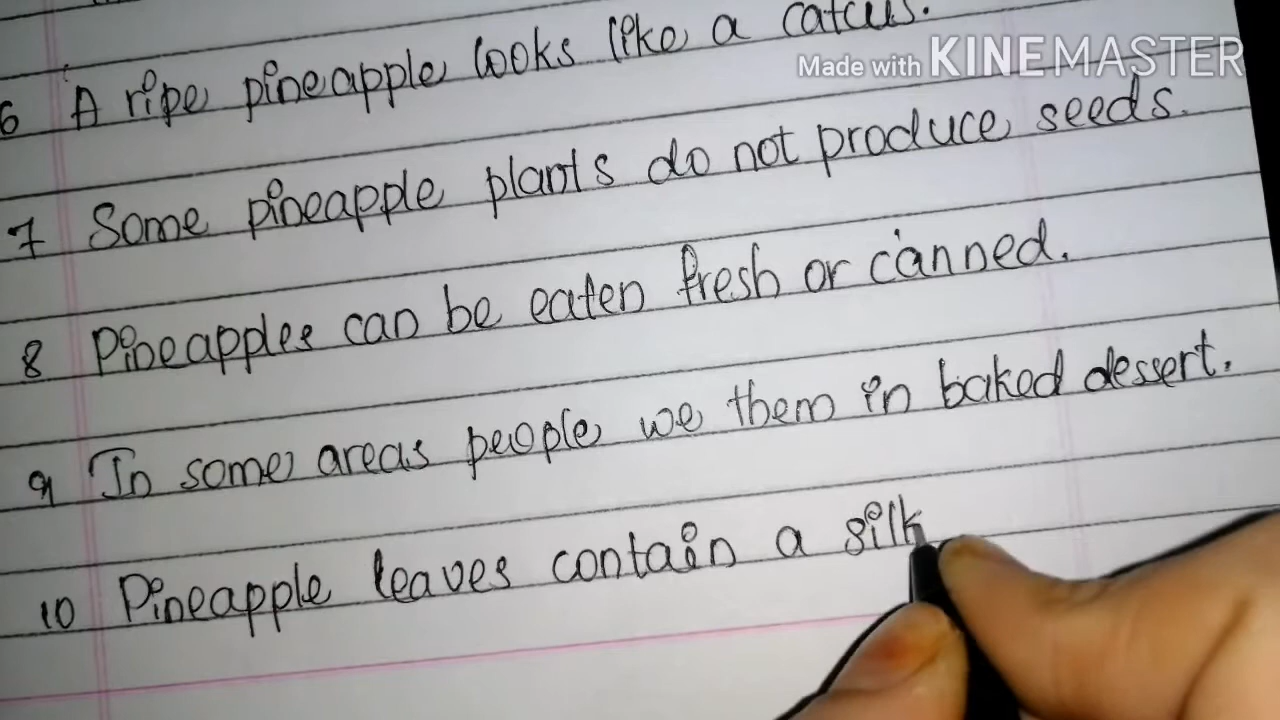 Made with KINEMASTER
6 A ripe pineapple looks like a catcus.
7 Some pineapple plants do not produce seeds.
8 Pineapples can be eaten fresh or canned.
9 In some areas people we them in baked dessert.
10 Pineapple leaves contain a silk